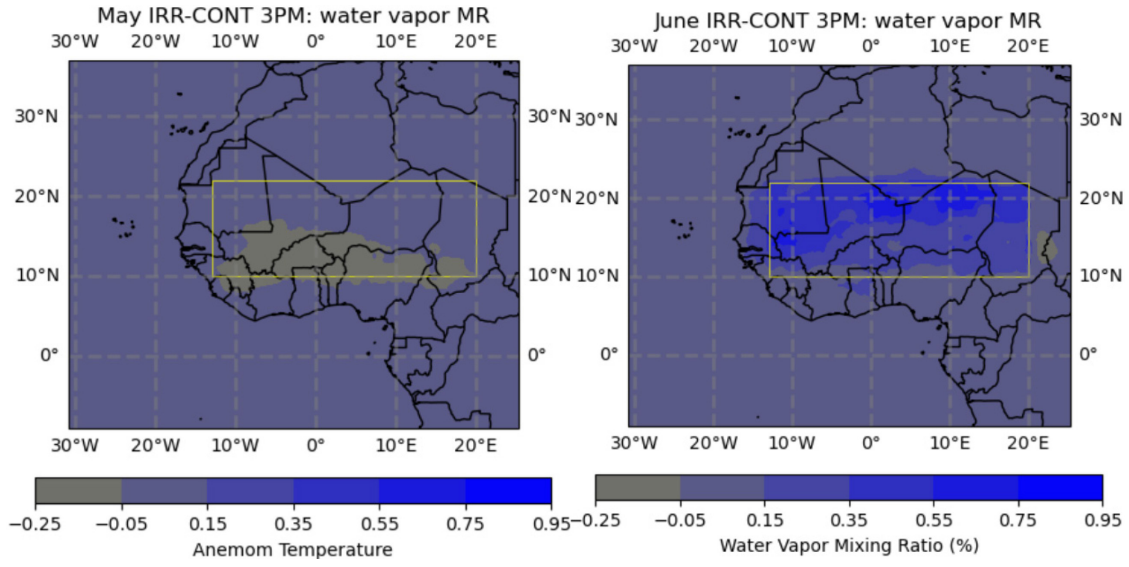 May IRR-CONT 3PM: water vapor MR
30°W 20°W 10°W 0° 10°E 20°E
30°N 30°N
20°N 20°N
10°N 10°N
0° 0°
30°W 20°W 10°W 0° 10°E 20°E
−0.25 −0.05 0.15 0.35 0.55 0.75 0.95
Anemom Temperature
June IRR-CONT 3PM: water vapor MR
30°W 20°W 10°W 0° 10°E 20°E
30°N 30°N
20°N 20°N
10°N 10°N
0° 0°
30°W 20°W 10°W 0° 10°E 20°E
−0.25 −0.05 0.15 0.35 0.55 0.75 0.95
Water Vapor Mixing Ratio (%)